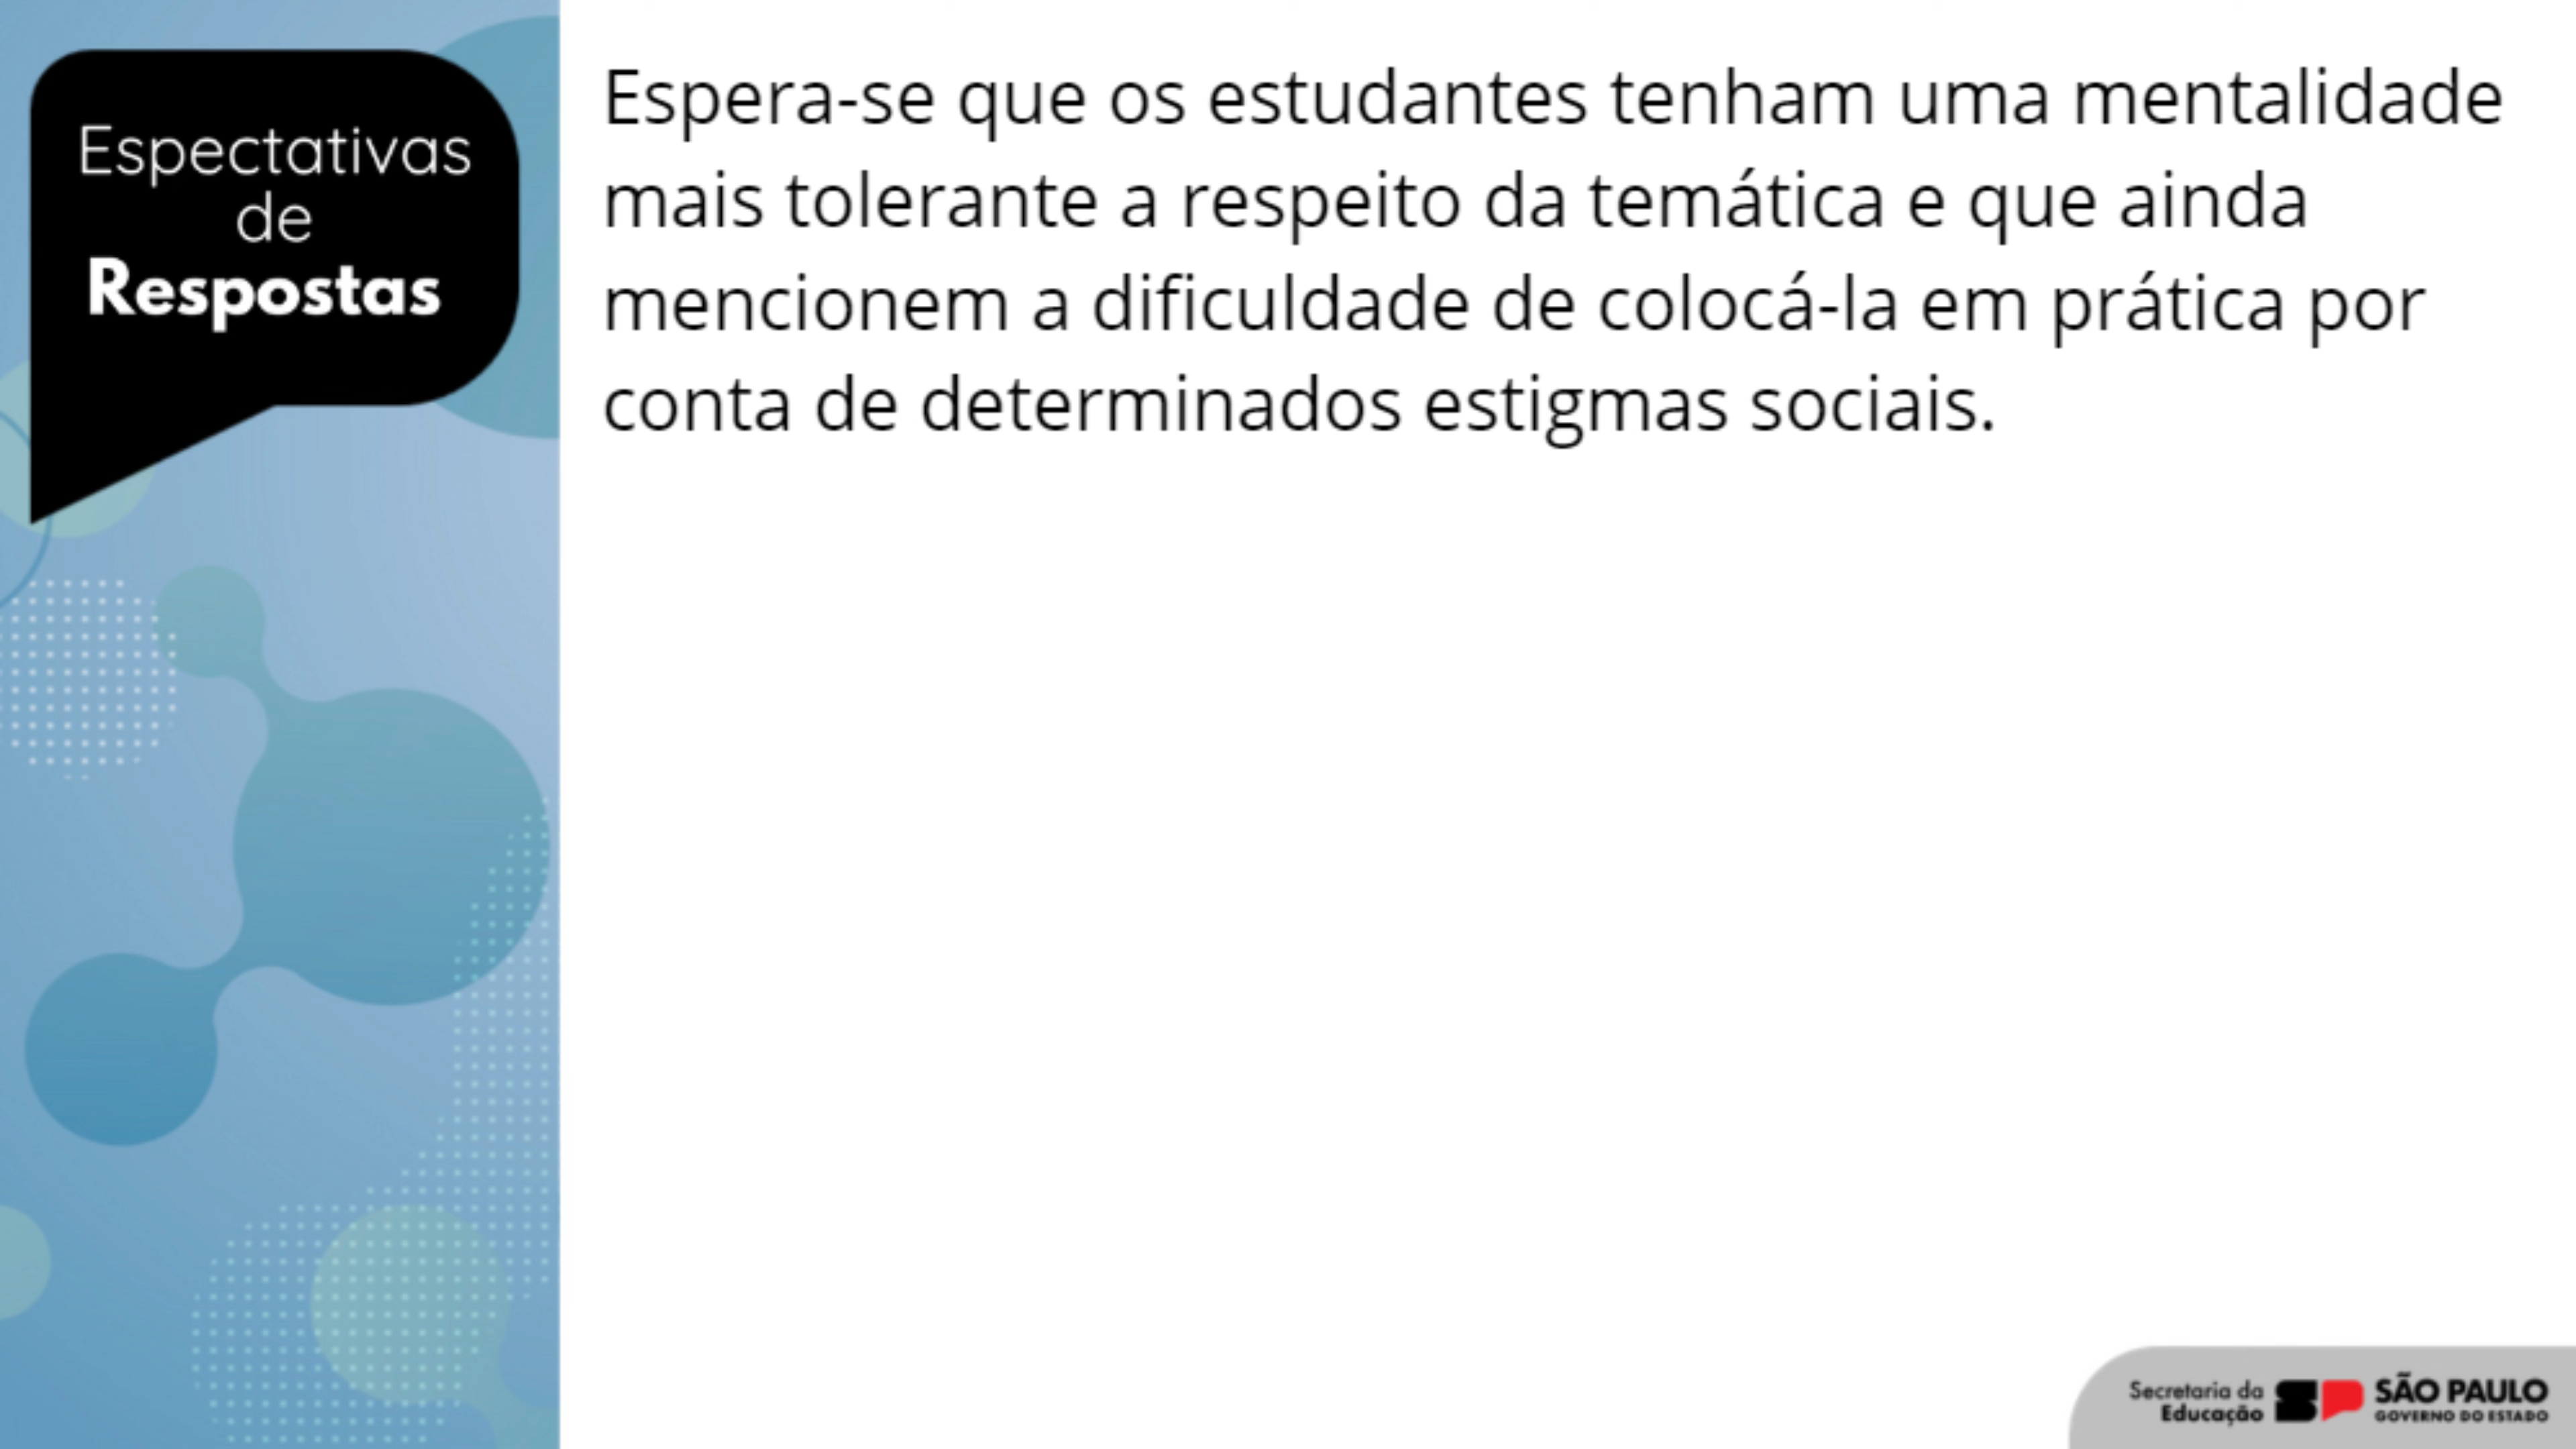 Espectativas
de
Respostas
Espera-se que os estudantes tenham uma mentalidade
mais tolerante a respeito da temática e que ainda
mencionem a dificuldade de colocá-la em prática por
conta de determinados estigmas sociais.
Secretaria da
Educação
SÃO PAULO
GOVERNO DO ESTADO